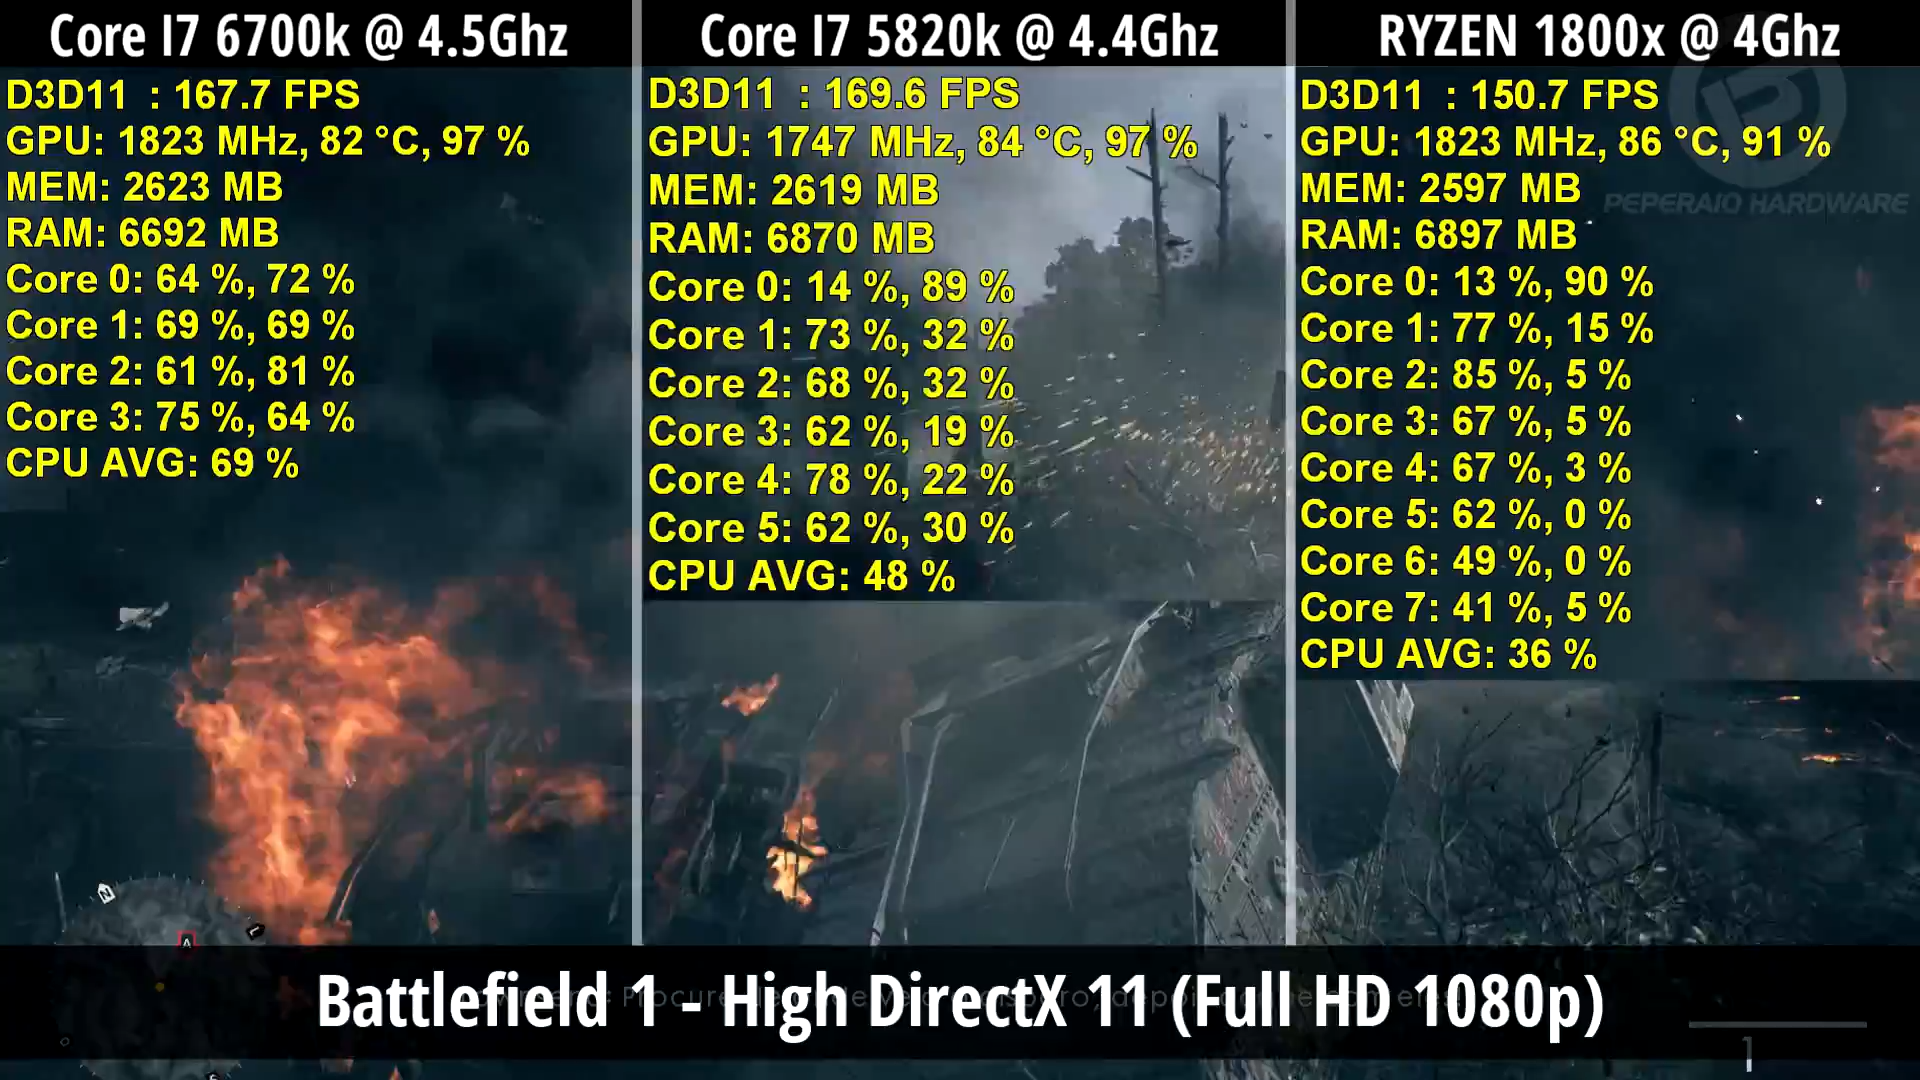 Core I7 6700k @ 4.5Ghz
D3D11 : 167.7 FPS
GPU: 1823 MHz, 82 °C, 97 %
MEM: 2623 MB
RAM: 6692 MB
Core 0: 64 %, 72 %
Core 1: 69 %, 69 %
Core 2: 61 %, 81 %
Core 3: 75 %, 64 %
CPU AVG: 69 %
Core I7 5820k @ 4.4Ghz
D3D11 : 169.6 FPS
GPU: 1747 MHz, 84 °C, 97 %
MEM: 2619 MB
RAM: 6870 MB
Core 0: 14 %, 89 %
Core 1: 73 %, 32 %
Core 2: 68 %, 32 %
Core 3: 62 %, 19 %
Core 4: 78 %, 22 %
Core 5: 62 %, 30 %
CPU AVG: 48 %
RYZEN 1800x @ 4Ghz
D3D11 : 150.7 FPS
GPU: 1823 MHz, 86 °C, 91 %
MEM: 2597 MB
RAM: 6897 MB
Core 0: 13 %, 90 %
Core 1: 77 %, 15 %
Core 2: 85 %, 5 %
Core 3: 67 %, 5 %
Core 4: 67 %, 3 %
Core 5: 62 %, 0 %
Core 6: 49 %, 0 %
Core 7: 41 %, 5 %
CPU AVG: 36 %
PEPERAIO HARDWARE
N
A
Battlefield 1 - High DirectX 11 (Full HD 1080p)
1